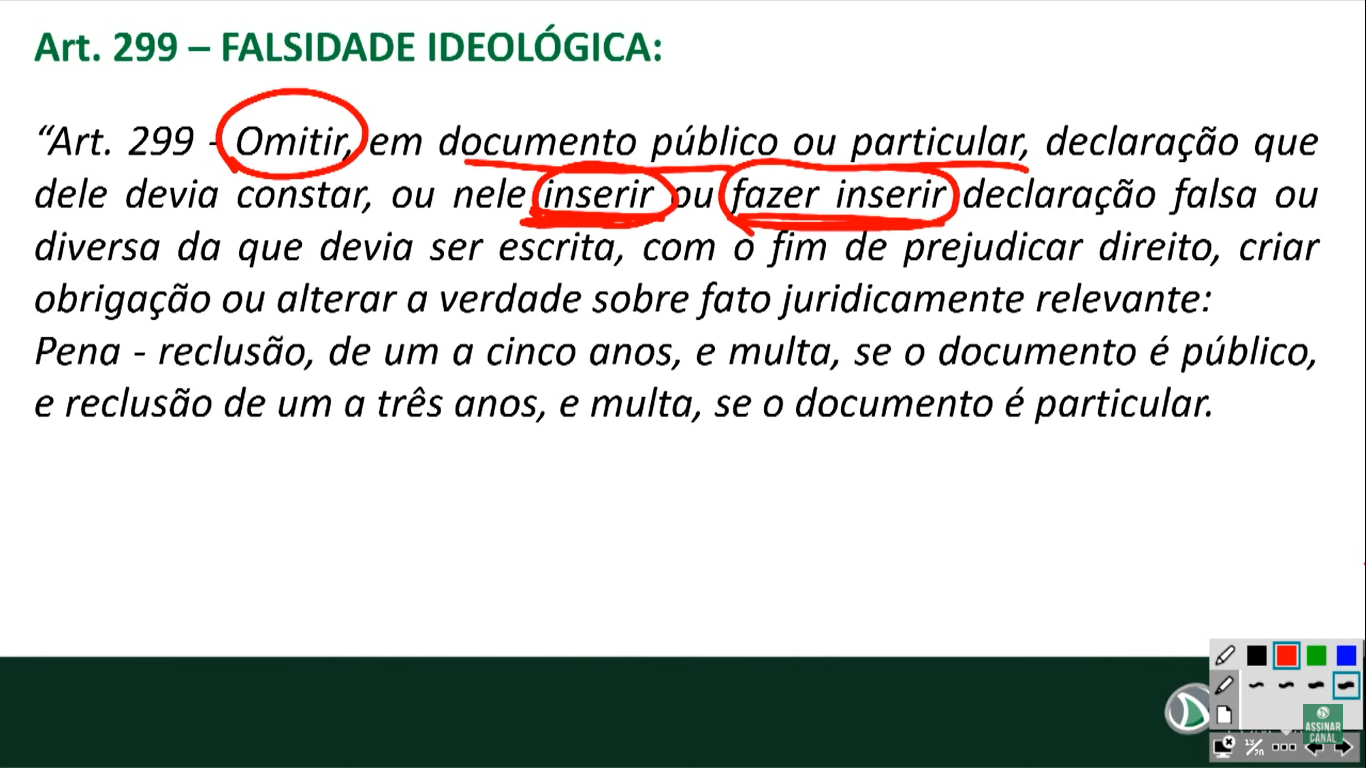 Art. 299 – FALSIDADE IDEOLÓGICA:
“Art. 299 - Omitir, em documento público ou particular, declaração que
dele devia constar, ou nele inserir ou fazer inserir declaração falsa ou
diversa da que devia ser escrita, com o fim de prejudicar direito, criar
obrigação ou alterar a verdade sobre fato juridicamente relevante:
Pena - reclusão, de um a cinco anos, e multa, se o documento é público,
e reclusão de um a três anos, e multa, se o documento é particular.
ASSINAR
CANAL